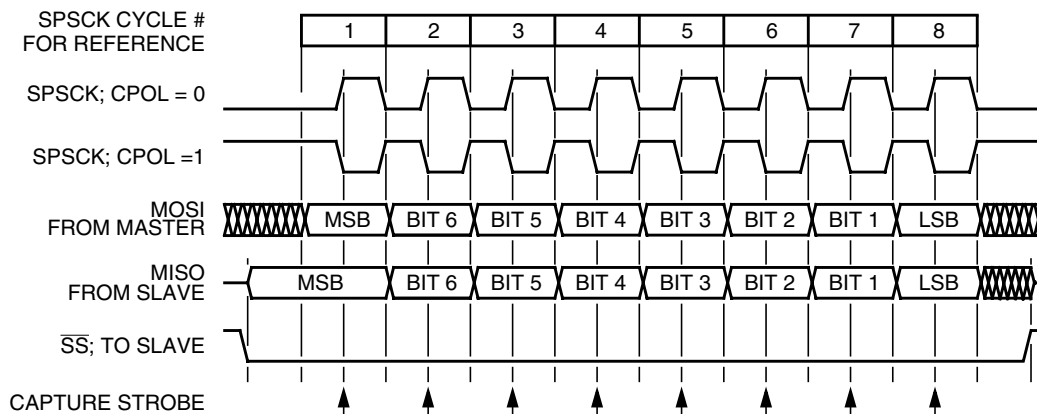 SPSCK CYCLE #
FOR REFERENCE
1 2 3 4 5 6 7 8
SPSCK; CPOL = 0
SPSCK; CPOL =1
MOSI
FROM MASTER
MSB BIT 6 BIT 5 BIT 4 BIT 3 BIT 2 BIT 1 LSB
MISO
FROM SLAVE
MSB BIT 6 BIT 5 BIT 4 BIT 3 BIT 2 BIT 1 LSB
S̅S̅; TO SLAVE
CAPTURE STROBE